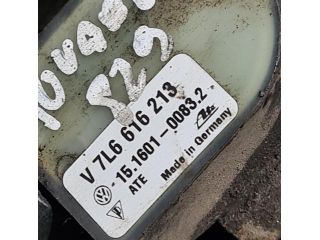 V 7L6 616 213
- 15.1601-0083.2
ATE Made in Germany